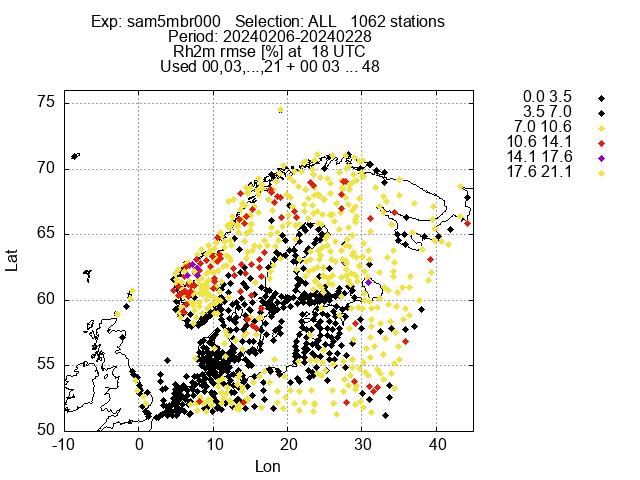 Exp: sam5mbr000 Selection: ALL 1062 stations
Period: 20240206-20240228
Rh2m rmse [%] at 18 UTC
Used 00,03,...,21 + 00 03 ... 48
0.0 3.5
3.5 7.0
7.0 10.6
10.6 14.1
14.1 17.6
17.6 21.1
75
70
65
60
55
50
Lat
-10 0 10 20 30 40
Lon